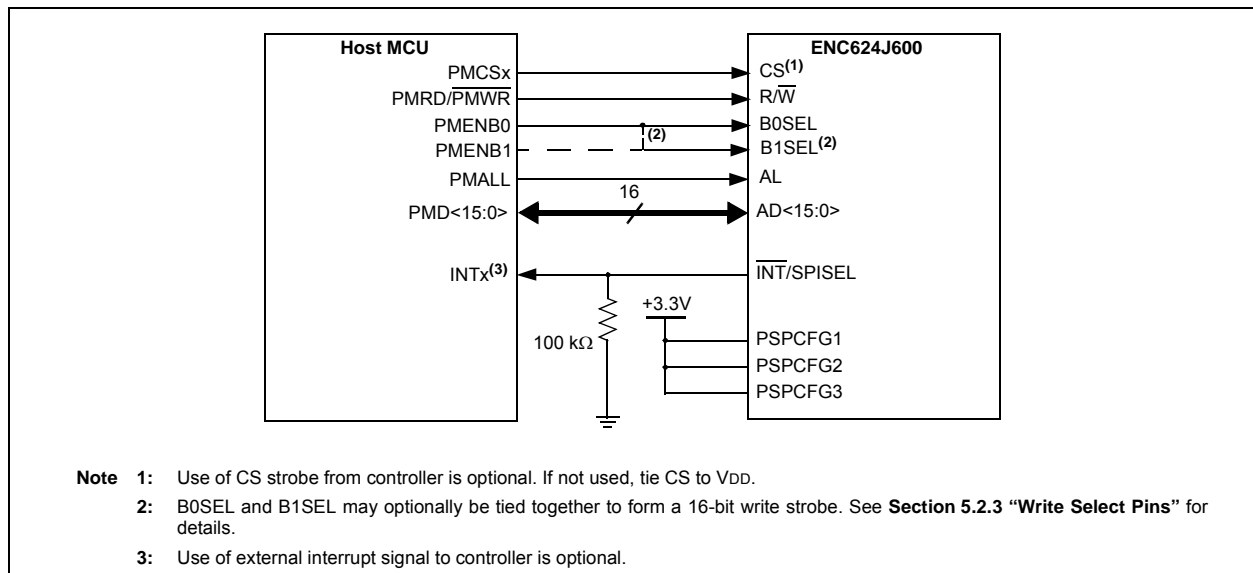 Host MCU
ENC624J600
PMCSx
CS(1)
PMRD/PMWR
R/W
PMENB0
B0SEL
(2)
PMENB1
B1SEL(2)
PMALL
AL
16
PMD<15:0>
AD<15:0>
INTx(3)
INT/SPISEL
+3.3V
100 kΩ
PSPCFG1
PSPCFG2
PSPCFG3
Note 1: Use of CS strobe from controller is optional. If not used, tie CS to VDD.
2: B0SEL and B1SEL may optionally be tied together to form a 16-bit write strobe. See Section 5.2.3 “Write Select Pins” for
details.
3: Use of external interrupt signal to controller is optional.